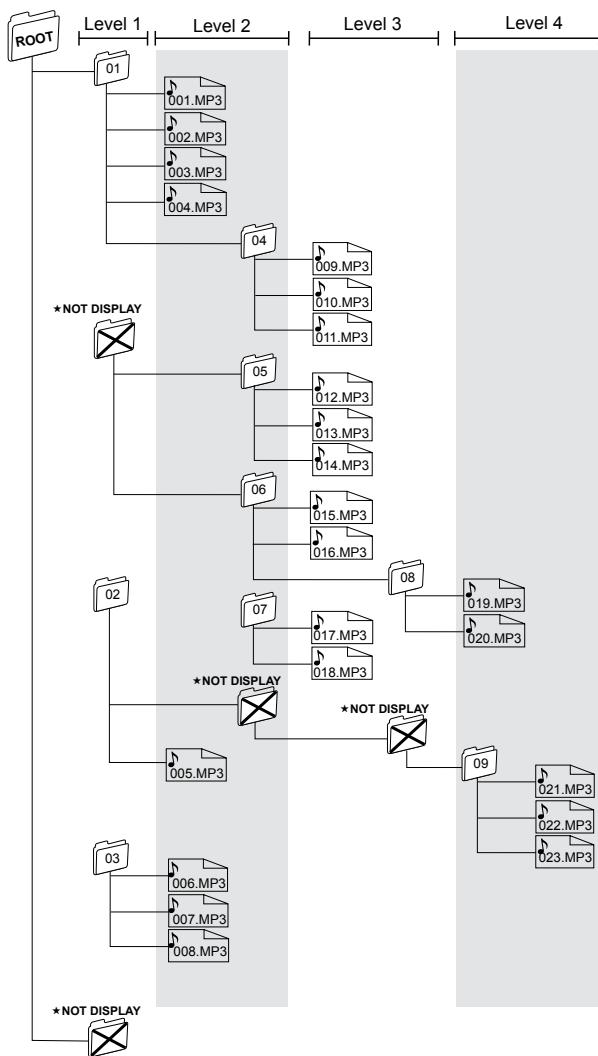 Level 1 Level 2 Level 3 Level 4
ROOT
01
001.MP3
002.MP3
003.MP3
004.MP3
04
009.MP3
010.MP3
011.MP3
★NOT DISPLAY
05
012.MP3
013.MP3
014.MP3
06
015.MP3
016.MP3
08
019.MP3
020.MP3
02
07
017.MP3
018.MP3
★NOT DISPLAY
★NOT DISPLAY
09
021.MP3
022.MP3
023.MP3
005.MP3
03
006.MP3
007.MP3
008.MP3
★NOT DISPLAY